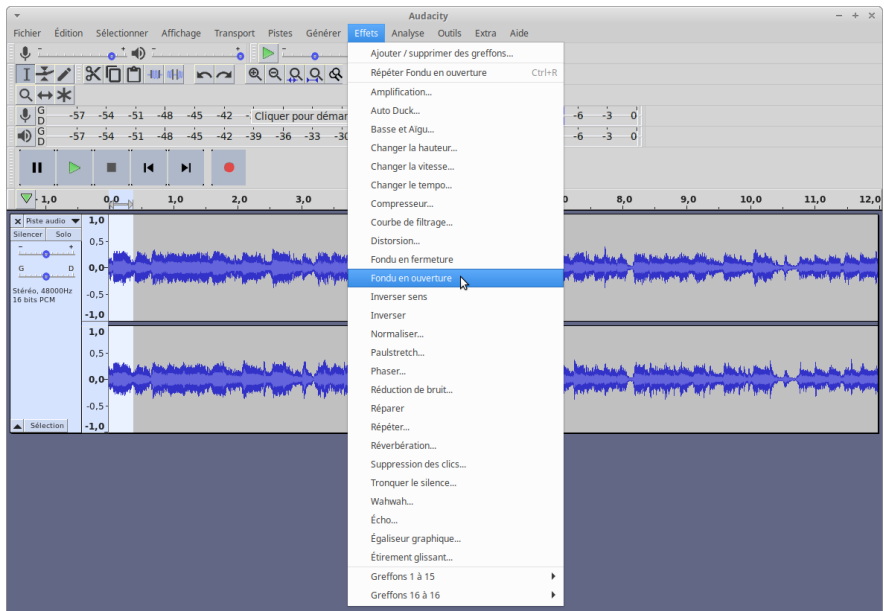 Audacity
Fichier Édition Sélectionner Affichage Transport Pistes Générer Effets Analyse Outils Extra Aide
Ajouter / supprimer des greffons...
Répéter Fondu en ouverture Ctrl+R
Amplification...
G
D
-57 -54 -51 -48 -45 -42 Cliquer pour démar -6 -3 0
Auto Duck...
Basse et Aïgu...
G
D
-57 -54 -51 -48 -45 -42 -39 -36 -33 -30 -6 -3 0
Changer la hauteur...
Changer la vitesse...
Changer le tempo...
Compresseur...
- 1,0 0,0 1,0 2,0 3,0 8,0 9,0 10,0 11,0 12,0
Courbe de filtrage...
Distorsion...
Fondu en fermeture
Fondu en ouverture
Inverser sens
Inverser
Normaliser...
Paulstretch...
Phaser...
Réduction de bruit...
Réparer
Répéter...
Réverbération...
Suppression des clics...
Tronquer le silence...
Wahwah...
Écho...
Égaliseur graphique...
Étirement glissant...
Greffons 1 à 15
Greffons 16 à 16
Piste audio
Silencer Solo
- +
G D
Stéréo, 48000Hz
16 bits PCM
Sélection
1,0
0,5-
0,0-
-0,5-
-1,0
1,0
0,5-
0,0-
-0,5-
-1,0